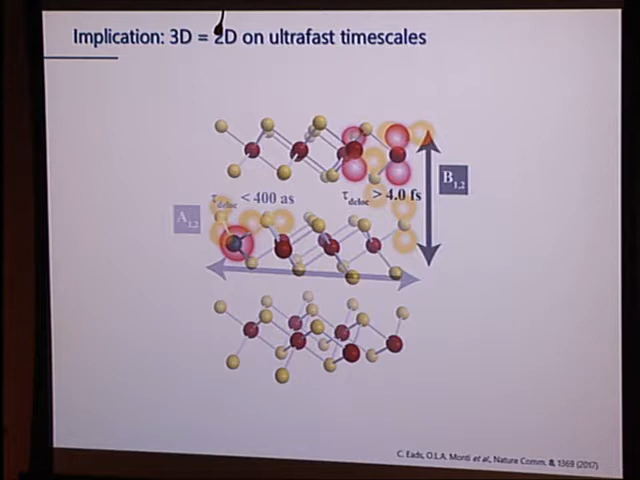 Implication: 3D = 2D on ultrafast timescales
τdeloc < 400 as
τdeloc > 4.0 fs
B1,2
A1,2
C. Eads, O.L.A. Monti et al., Nature Comm. 8, 1369 (2017)